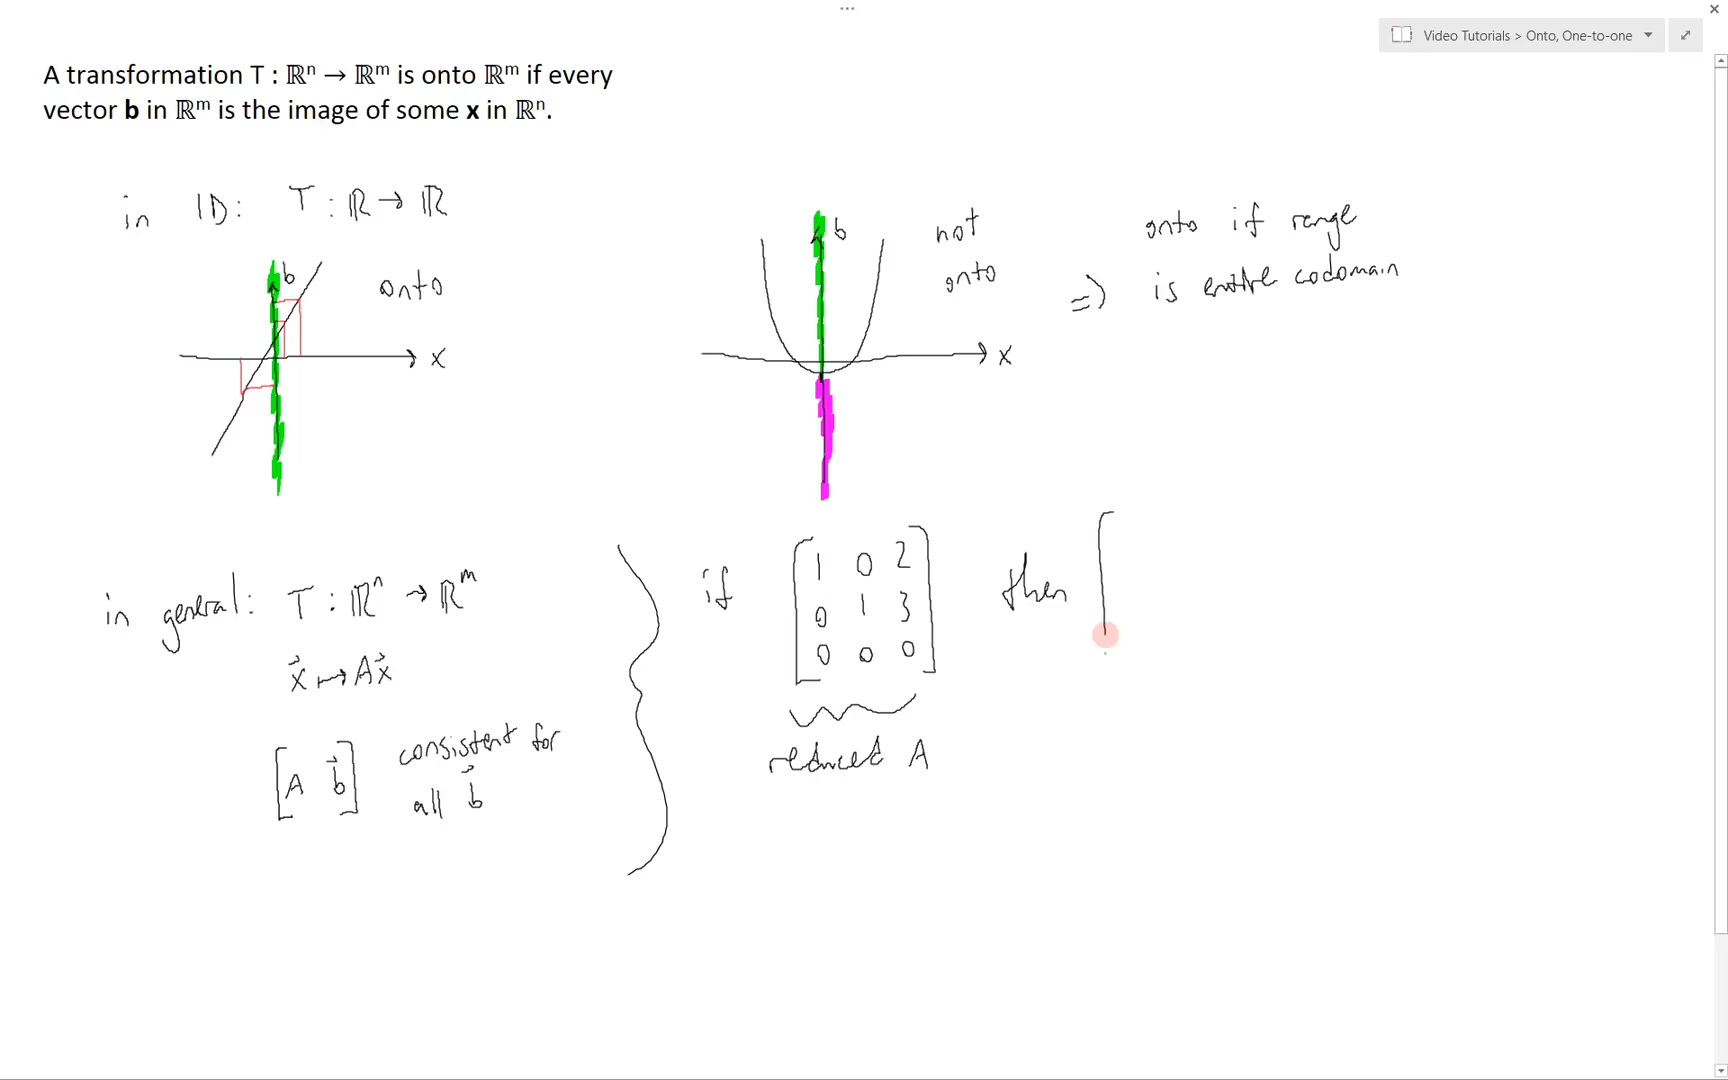 Video Tutorials > Onto, One-to-one
A transformation T : ℝⁿ → ℝᵐ is onto ℝᵐ if every
vector b in ℝᵐ is the image of some x in ℝⁿ.
in 1D: T : ℝ → ℝ
b
onto
x
b
not
onto
x
onto if range
⇒ is entire codomain
in general: T : ℝⁿ → ℝᵐ
x⃗ ↦ Ax⃗
[A b⃗] consistent for
all b⃗
if
1 0 2
0 1 3
0 0 0
then [
reduced A